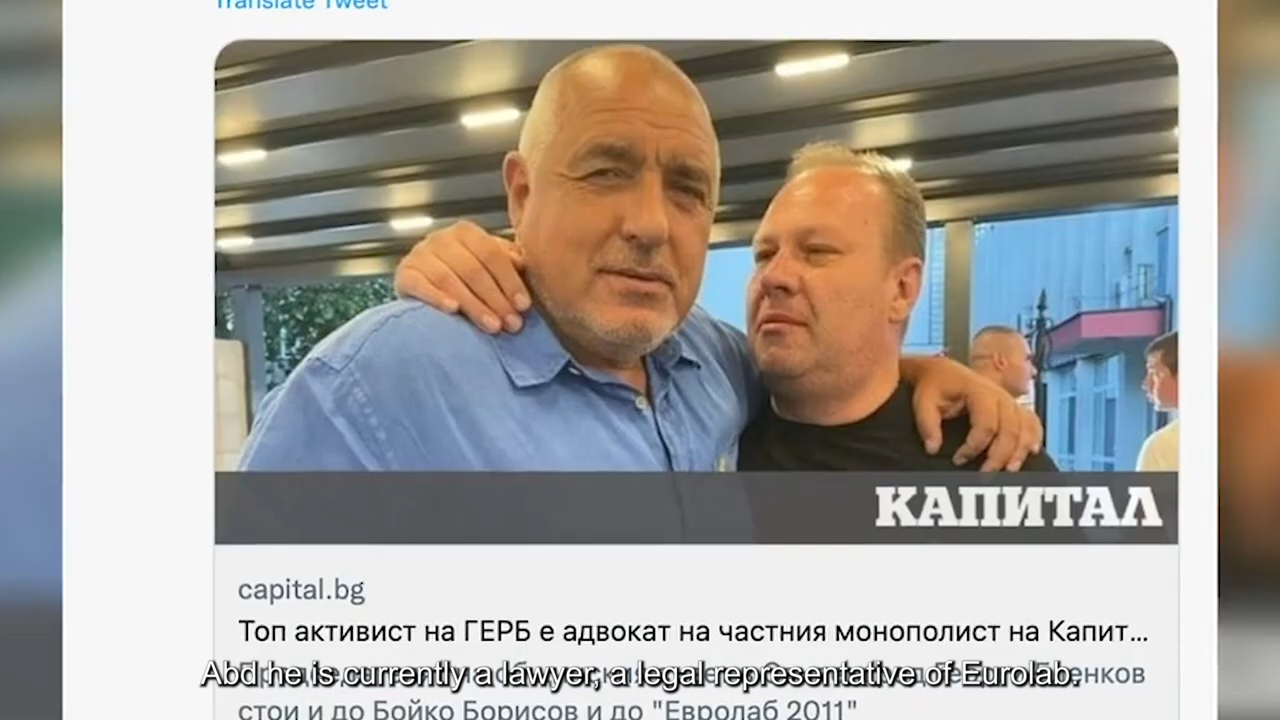 Translate Tweet
КАПИТАЛ
capital.bg
Топ активист на ГЕРБ е адвокат на частния монополист на Капит...
Abd he is currently a lawyer, a legal representative of Eurolab.
стои и до Бойко Борисов и до "Евролаб 2011"